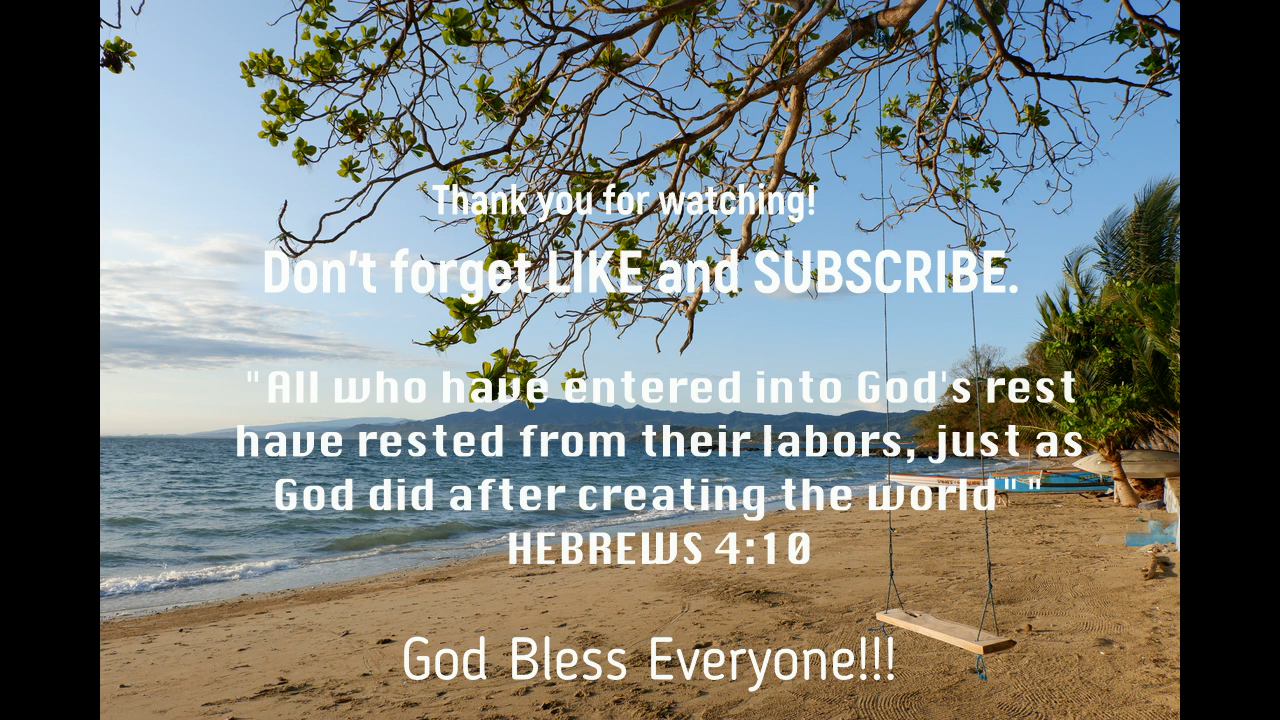 Thank you for watching!
Don't forget LIKE and SUBSCRIBE.
"All who have entered into God's rest
have rested from their labors, just as
God did after creating the world" "
HEBREWS 4:10
God Bless Everyone!!!